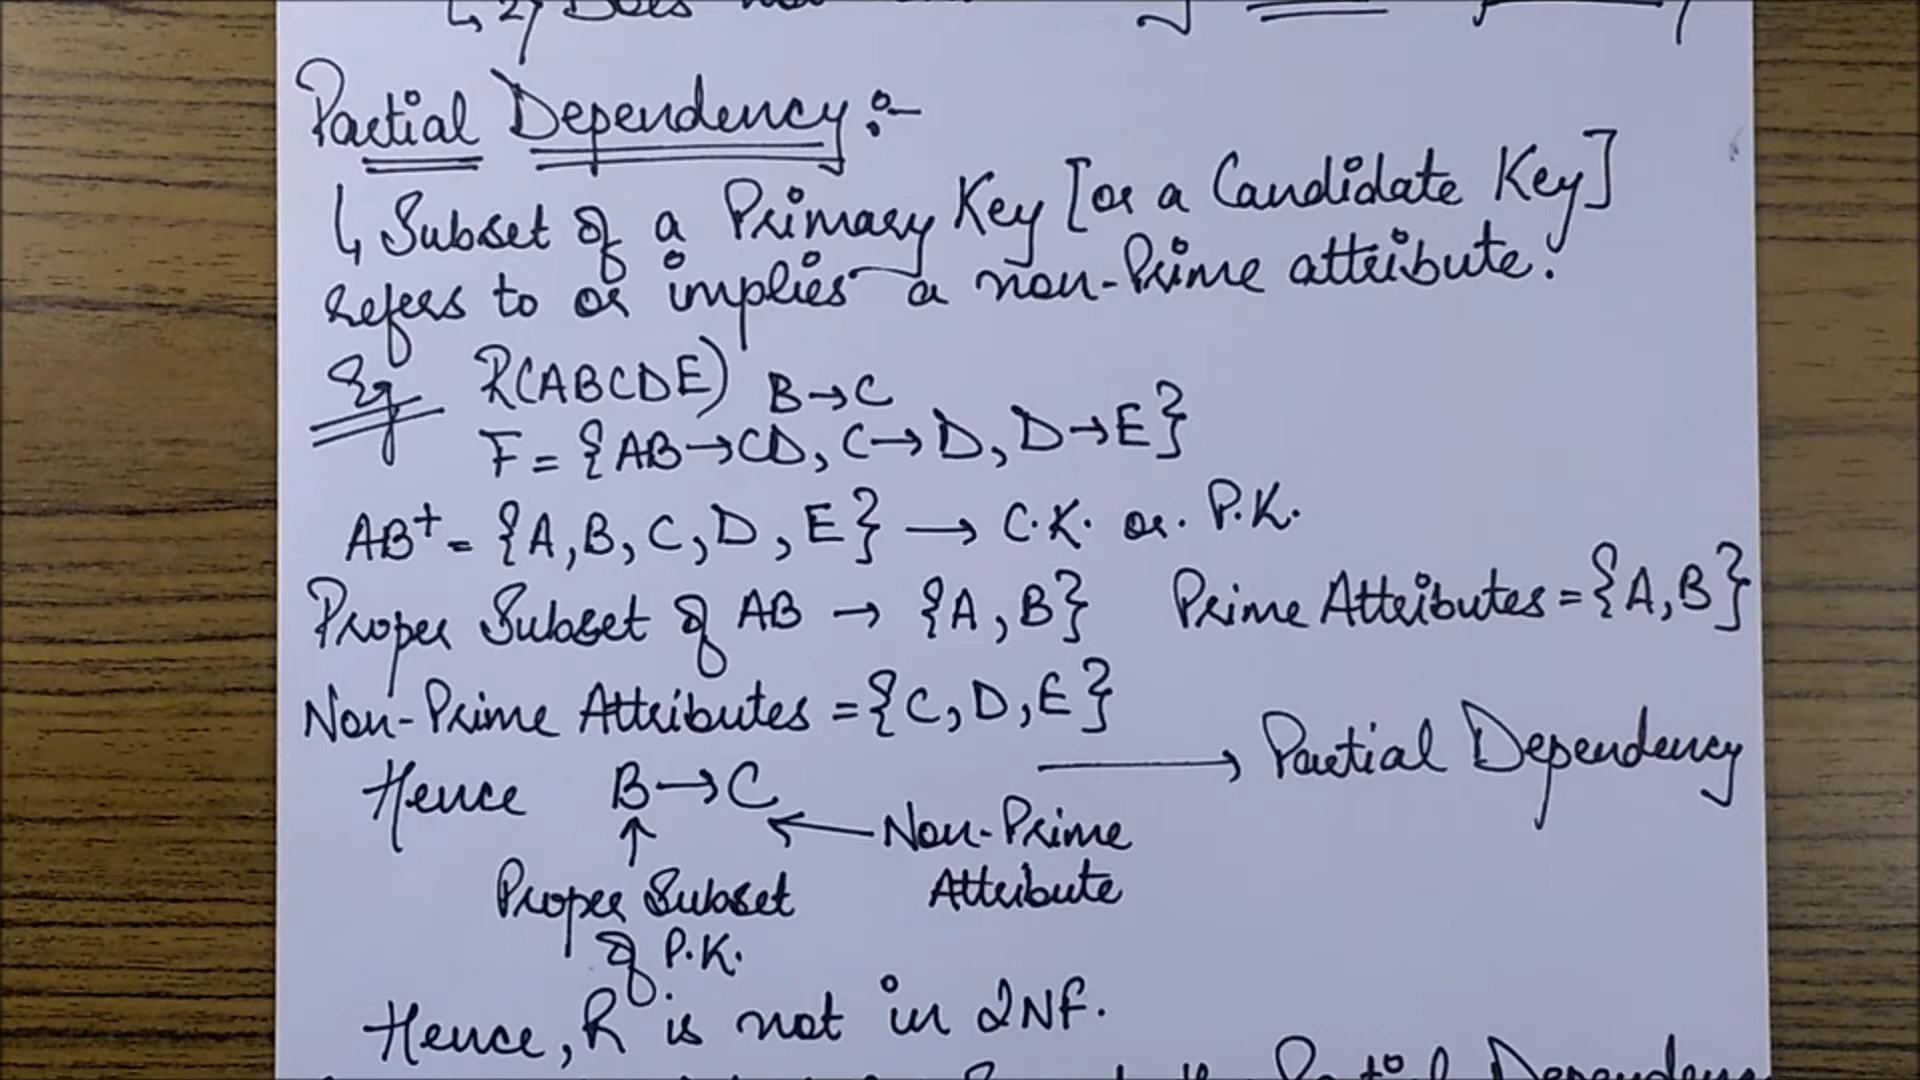 Partial Dependency :-
↳ Subset of a Primary Key [or a Candidate Key]
refers to or implies a non-Prime attribute.
Eg R(ABCDE) B→C
F = {AB→CD, C→D, D→E}
AB+ = {A, B, C, D, E} → C.K. or P.K.
Proper Subset of AB → {A, B} Prime Attributes = {A, B}
Non-Prime Attributes = {C, D, E}
Hence B→C → Partial Dependency
↑ ← Non-Prime
Proper Subset Attribute
of P.K.
Hence, R is not in 2NF.
Partial Dependency